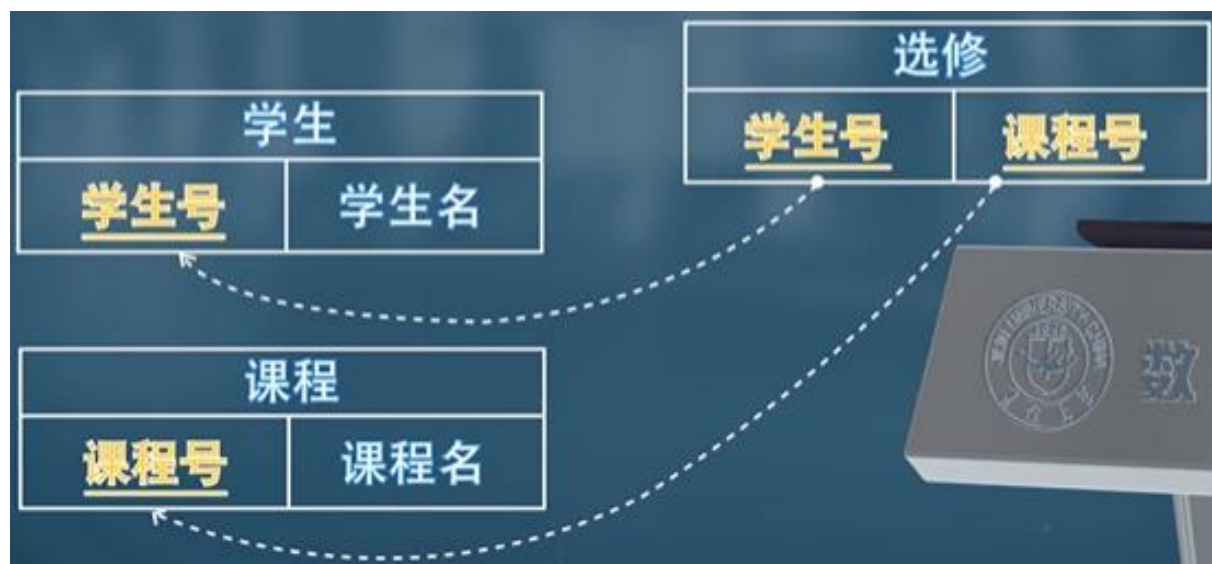 选修
学生号 课程号
学生
学生号 学生名
课程
课程号 课程名
数